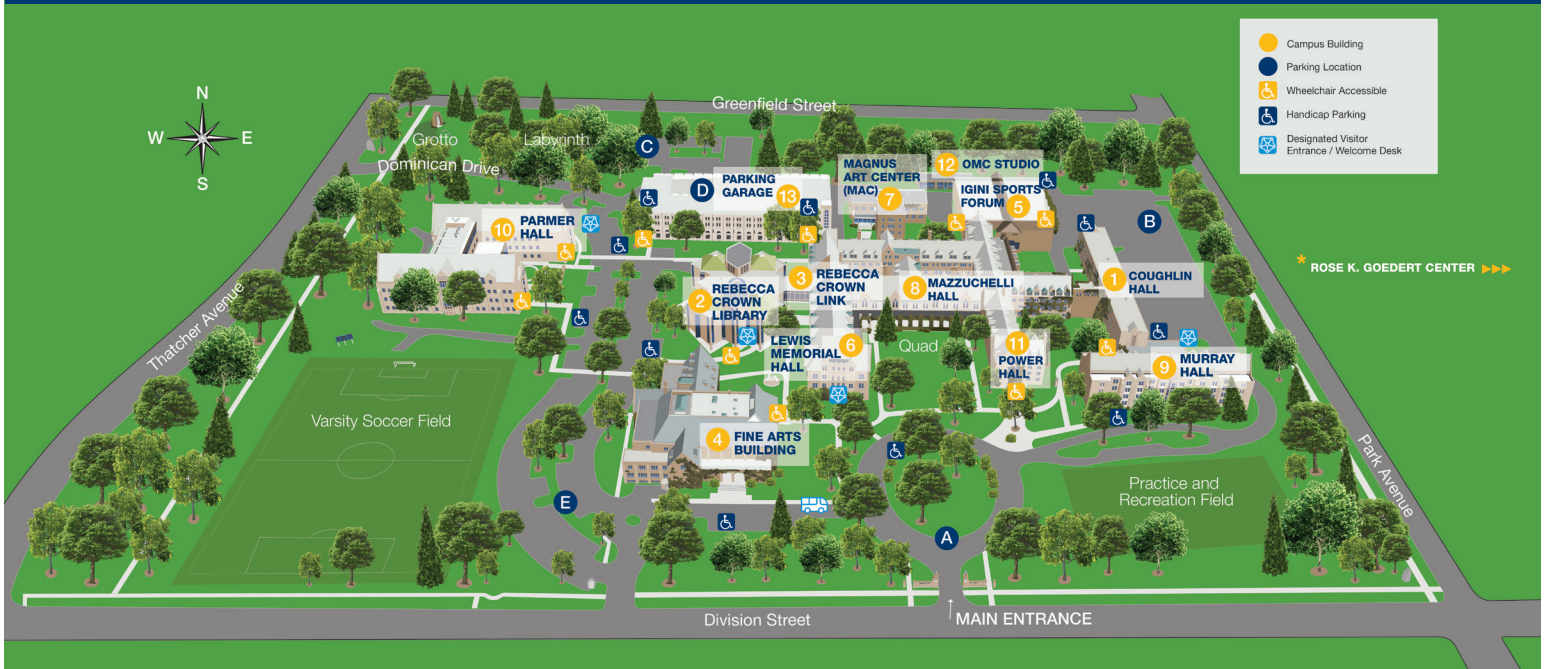 Campus Building
Parking Location
Wheelchair Accessible
Handicap Parking
Designated Visitor
Entrance / Welcome Desk
N
W
E
S
Greenfield Street
Grotto
Labyrinth
Dominican Drive
C
D
PARKING
GARAGE
13
MAGNUS
ART CENTER
(MAC)
7
12
OMC STUDIO
IGINI SPORTS
FORUM
5
B
10
PARMER
HALL
2
REBECCA
CROWN
LIBRARY
3
REBECCA
CROWN
LINK
8
MAZZUCHELLI
HALL
1
COUGHLIN
HALL
* ROSE K. GOEDERT CENTER
Thatcher Avenue
LEWIS
MEMORIAL
HALL
6
Quad
11
POWER
HALL
9
MURRAY
HALL
Varsity Soccer Field
4
FINE ARTS
BUILDING
Park Avenue
Practice and
Recreation Field
E
A
Division Street
MAIN ENTRANCE